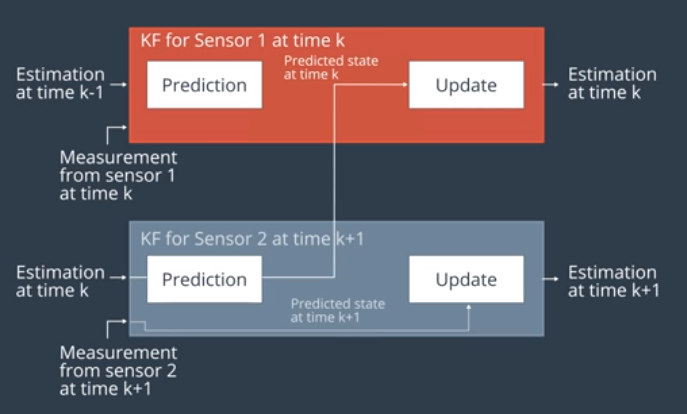 KF for Sensor 1 at time k
Predicted state
at time k
Estimation
at time k-1
Prediction
Update
Estimation
at time k
Measurement
from sensor 1
at time k
KF for Sensor 2 at time k+1
Estimation
at time k
Prediction
Update
Estimation
at time k+1
Predicted state
at time k+1
Measurement
from sensor 2
at time k+1